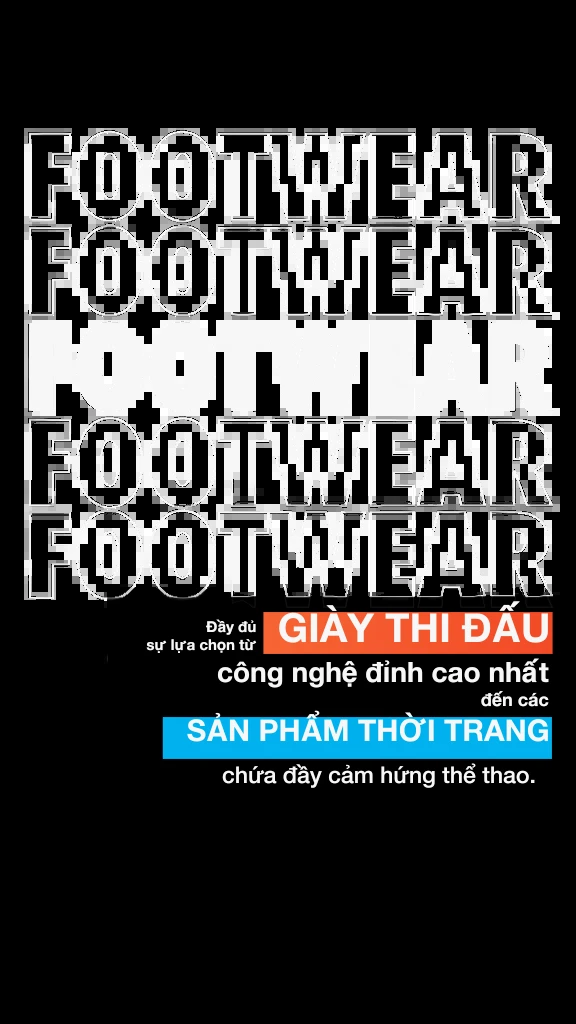 FOOTWEAR
FOOTWEAR
FOOTWEAR
FOOTWEAR
FOOTWEAR
Đầy đủ
sự lựa chọn từ
GIÀY THI ĐẤU
công nghệ đỉnh cao nhất
đến các
SẢN PHẨM THỜI TRANG
chứa đầy cảm hứng thể thao.